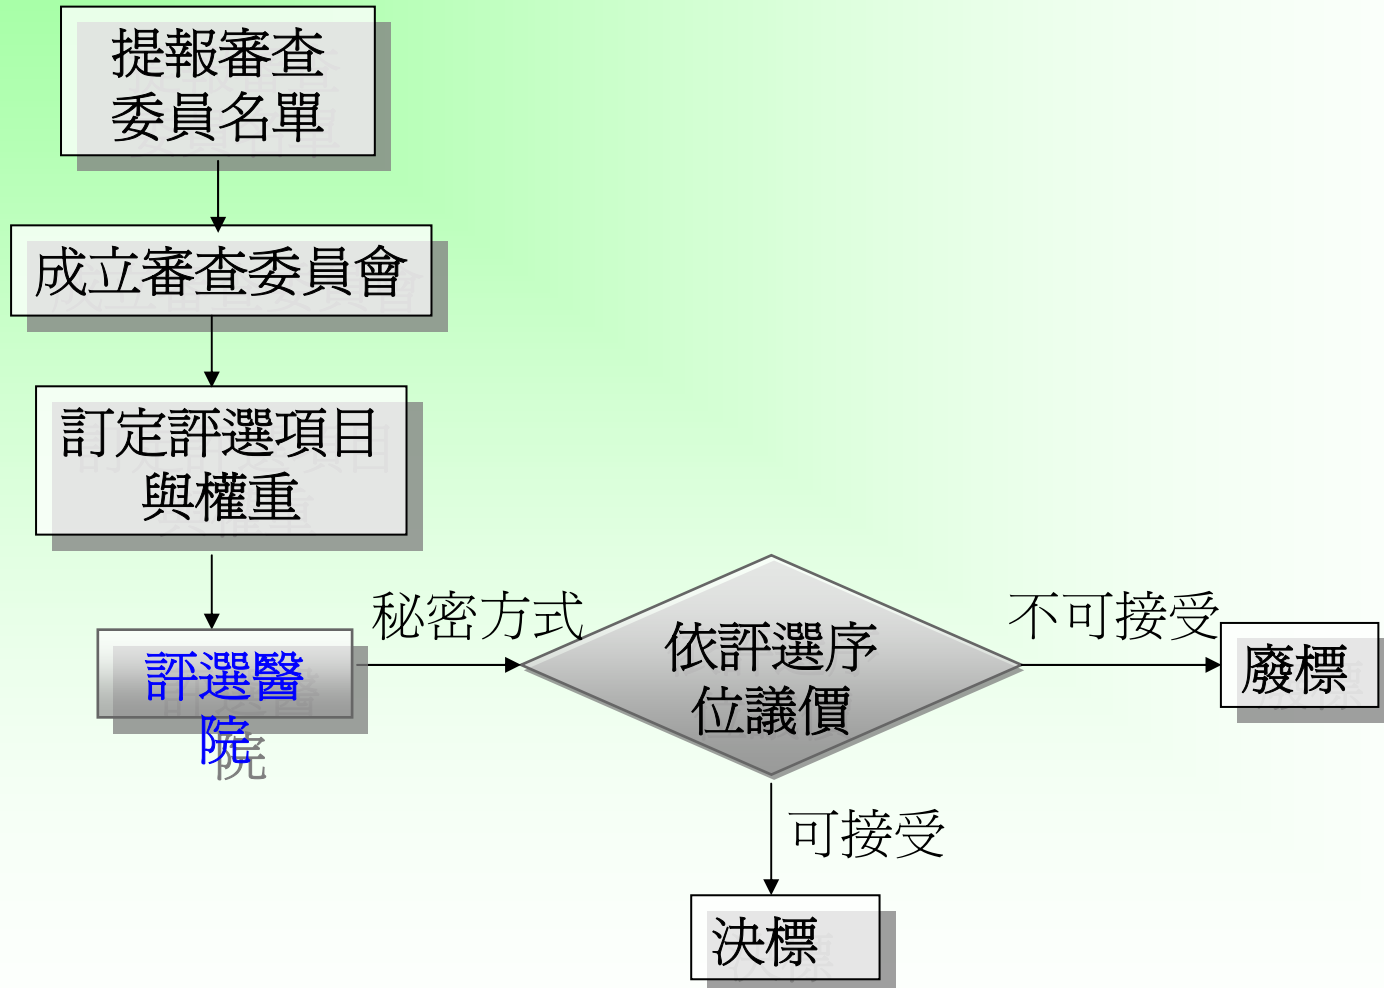 提報審查
委員名單
成立審查委員會
訂定評選項目
與權重
評選醫
院
秘密方式
依評選序
位議價
不可接受
廢標
可接受
決標